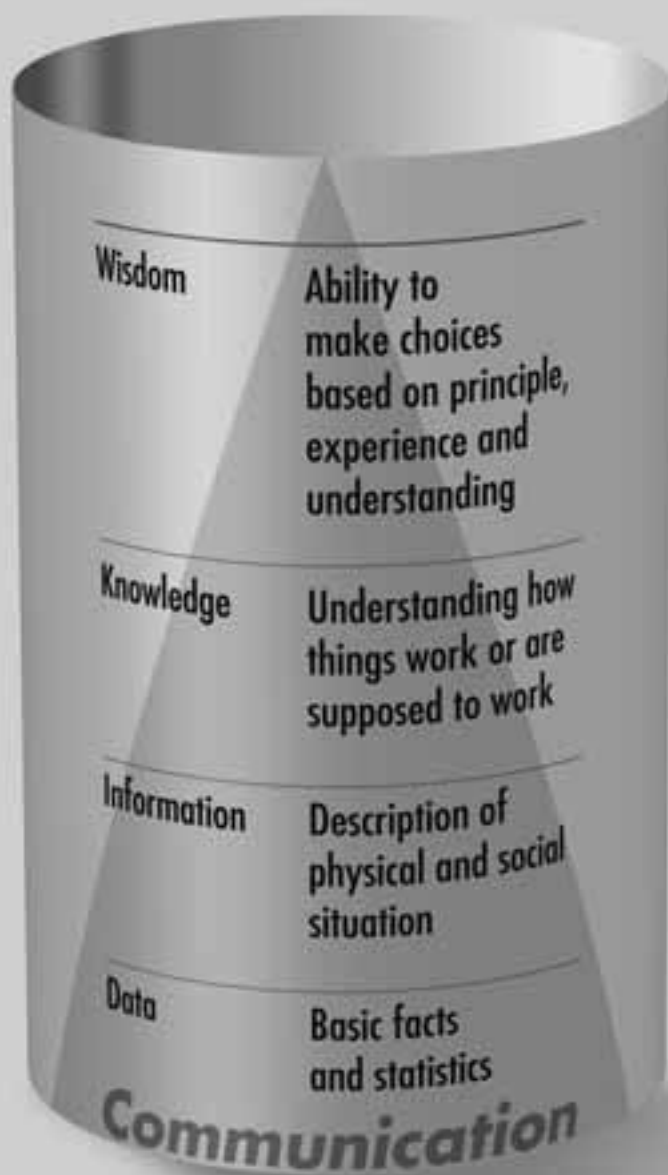 Wisdom
Ability to
make choices
based on principle,
experience and
understanding
Knowledge
Understanding how
things work or are
supposed to work
Information
Description of
physical and social
situation
Data
Basic facts
and statistics
Communication